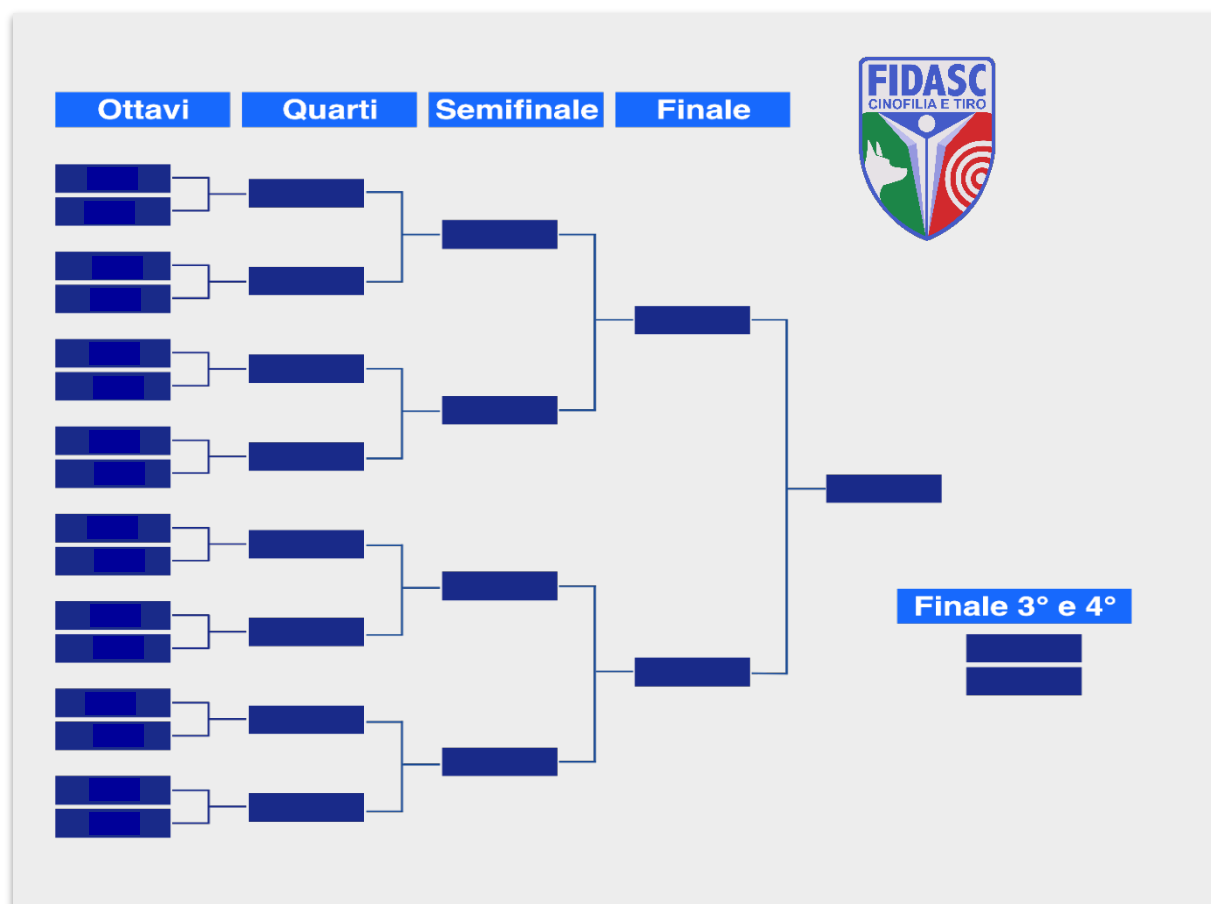 FIDASC
CINOFILIA E TIRO
Ottavi
Quarti
Semifinale
Finale
Finale 3° e 4°